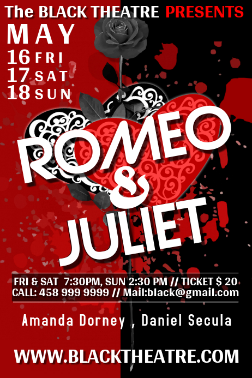 The BLACK THEATRE PRESENTS
MAY
16 FRI
17 SAT
18 SUN
ROMEO
&
JULIET
FRI & SAT 7:30PM, SUN 2:30 PM // TICKET $ 20
CALL: 458 999 9999 // Mail:black@gmail.com
Amanda Dorney , Daniel Secula
WWW.BLACKTHEATRE.COM